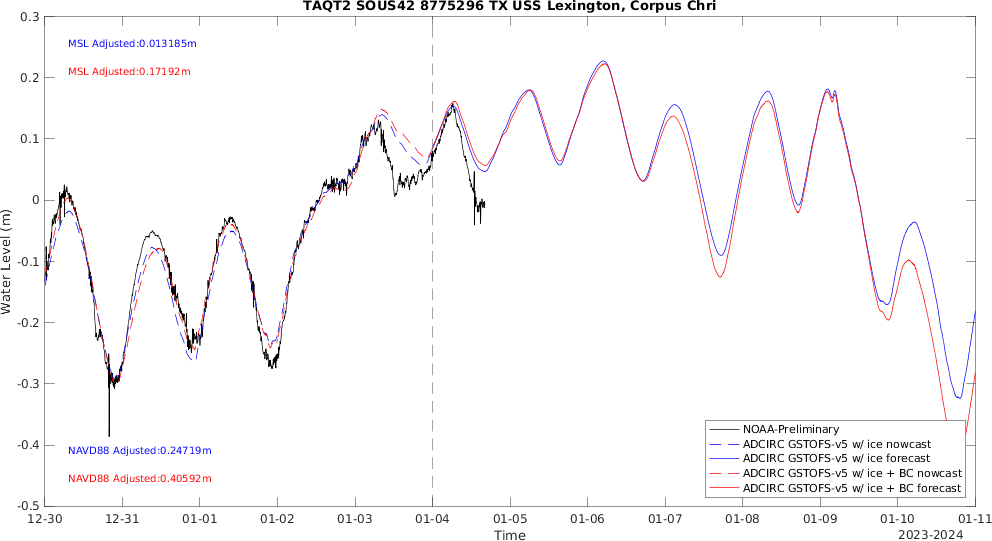 TAQT2 SOUS42 8775296 TX USS Lexington, Corpus Chri
MSL Adjusted:0.013185m
MSL Adjusted:0.17192m
NAVD88 Adjusted:0.24719m
NAVD88 Adjusted:0.40592m
Water Level (m)
0.3
0.2
0.1
0
-0.1
-0.2
-0.3
-0.4
-0.5
NOAA-Preliminary
ADCIRC GSTOFS-v5 w/ ice nowcast
ADCIRC GSTOFS-v5 w/ ice forecast
ADCIRC GSTOFS-v5 w/ ice + BC nowcast
ADCIRC GSTOFS-v5 w/ ice + BC forecast
12-30 12-31 01-01 01-02 01-03 01-04 01-05 01-06 01-07 01-08 01-09 01-10 01-11
Time
2023-2024